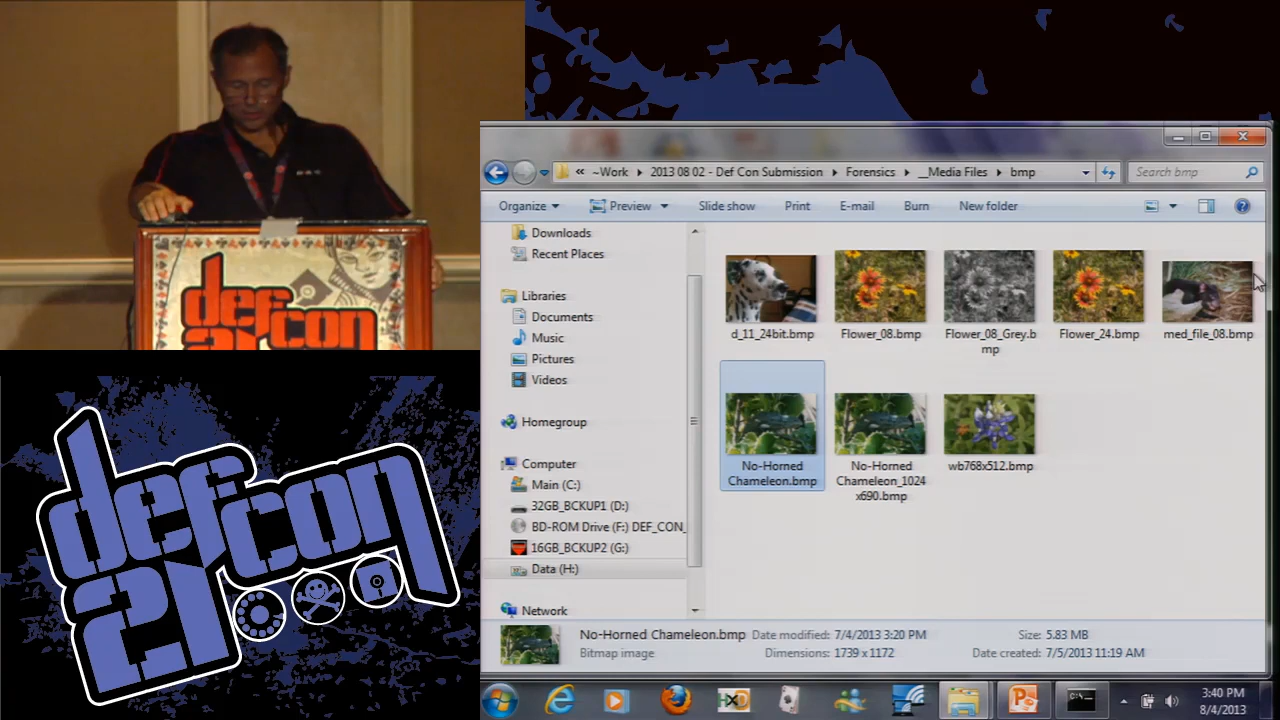 defcon
21
« ~Work ▸ 2013 08 02 - Def Con Submission ▸ Forensics ▸ __Media Files ▸ bmp
Search bmp
Organize Preview Slide show Print E-mail Burn New folder
Downloads
Recent Places
Libraries
Documents
Music
Pictures
Videos
Homegroup
Computer
Main (C:)
32GB_BCKUP1 (D:)
BD-ROM Drive (F:) DEF_CON_
16GB_BCKUP2 (G:)
Data (H:)
Network
d_11_24bit.bmp
Flower_08.bmp
Flower_08_Grey.b
mp
Flower_24.bmp
med_file_08.bmp
No-Horned
Chameleon.bmp
No-Horned
Chameleon_1024
x690.bmp
wb768x512.bmp
No-Horned Chameleon.bmp Date modified: 7/4/2013 3:20 PM Size: 5.83 MB
Bitmap image Dimensions: 1739 x 1172 Date created: 7/5/2013 11:19 AM
3:40 PM
8/4/2013
defcon
21